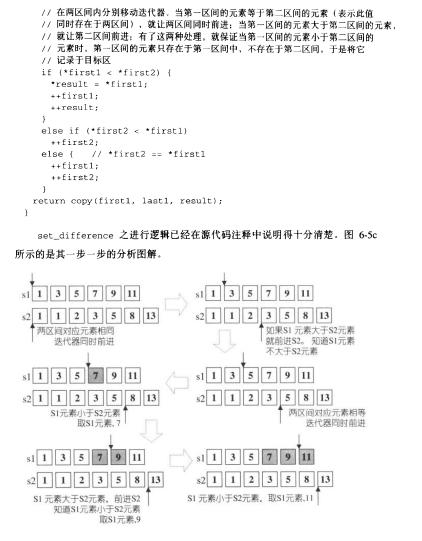 // 在两区间内分别移动迭代器。当第一区间的元素等于第二区间的元素（表示此值
// 同时存在于两区间），就让两区间同时前进；当第一区间的元素大于第二区间的元素，
// 就让第二区间前进；有了这两种处理，就保证当第一区间的元素小于第二区间的
// 元素时，第一区间的元素只存在于第一区间中，不存在于第二区间，于是将它
// 记录于目标区
if (*first1 < *first2) {
*result = *first1;
++first1;
++result;
}
else if (*first2 < *first1)
++first2;
else { // *first2 == *first1
++first1;
++first2;
}
return copy(first1, last1, result);
}
set_difference 之进行逻辑已经在源代码注释中说明得十分清楚。图 6-5c
所示的是其一步一步的分析图解。
s1 1 3 5 7 9 11
s2 1 1 2 3 5 8 13
两区间对应元素相同
迭代器同时前进
s1 1 3 5 7 9 11
s2 1 1 2 3 5 8 13
如果S1 元素大于S2元素
就前进S2。 知道S1元素
不大于S2元素
s1 1 3 5 7 9 11
s2 1 1 2 3 5 8 13
S1元素小于S2元素
取S1元素, 7
s1 1 3 5 7 9 11
s2 1 1 2 3 5 8 13
两区间对应元素相等
迭代器同时前进
s1 1 3 5 7 9 11
s2 1 1 2 3 5 8 13
S1 元素大于S2元素，前进S2
知道S1元素小于S2元素
取S1元素,9
s1 1 3 5 7 9 11
s2 1 1 2 3 5 8 13
S1 元素小于S2元素，取S1元素,11